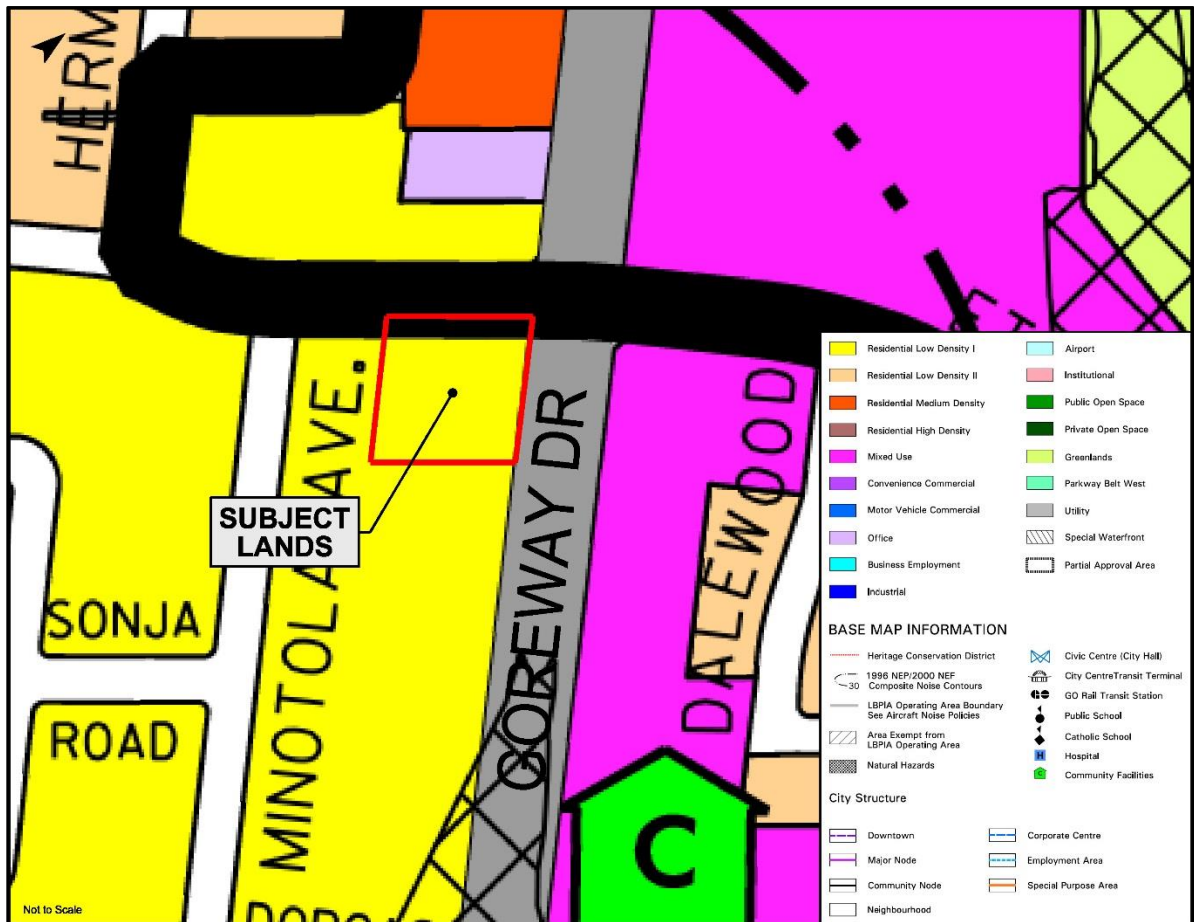 HERM
SUBJECT
LANDS
MINOTOLA AVE.
GOREWAY DR
DALEWOOD
SONJA
ROAD
C
Not to Scale
Residential Low Density I
Residential Low Density II
Residential Medium Density
Residential High Density
Mixed Use
Convenience Commercial
Motor Vehicle Commercial
Office
Business Employment
Industrial
Airport
Institutional
Public Open Space
Private Open Space
Greenlands
Parkway Belt West
Utility
Special Waterfront
Partial Approval Area
BASE MAP INFORMATION
Heritage Conservation District
1996 NEP/2000 NEF
30 Composite Noise Contours
LBPIA Operating Area Boundary
See Aircraft Noise Policies
Area Exempt from
LBPIA Operating Area
Natural Hazards
Civic Centre (City Hall)
City CentreTransit Terminal
GO Rail Transit Station
Public School
Catholic School
H Hospital
C Community Facilities
City Structure
Downtown
Major Node
Community Node
Neighbourhood
Corporate Centre
Employment Area
Special Purpose Area